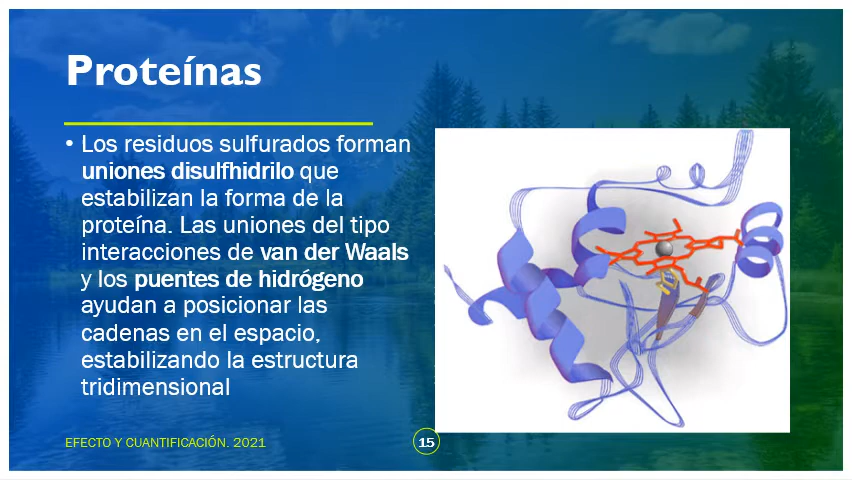 Proteínas
• Los residuos sulfurados forman
uniones disulfhidrilo que
estabilizan la forma de la
proteína. Las uniones del tipo
interacciones de van der Waals
y los puentes de hidrógeno
ayudan a posicionar las
cadenas en el espacio,
estabilizando la estructura
tridimensional
EFECTO Y CUANTIFICACIÓN. 2021
15